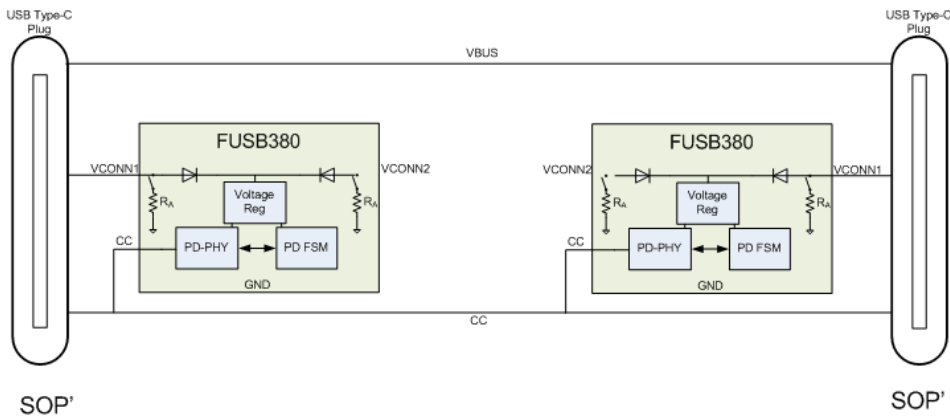 USB Type-C
Plug
USB Type-C
Plug
VBUS
FUSB380
FUSB380
VCONN1
VCONN2
VCONN2
VCONN1
RA
RA
RA
RA
Voltage
Reg
Voltage
Reg
CC
PD-PHY
PD FSM
CC
PD-PHY
PD FSM
GND
GND
CC
SOP'
SOP'